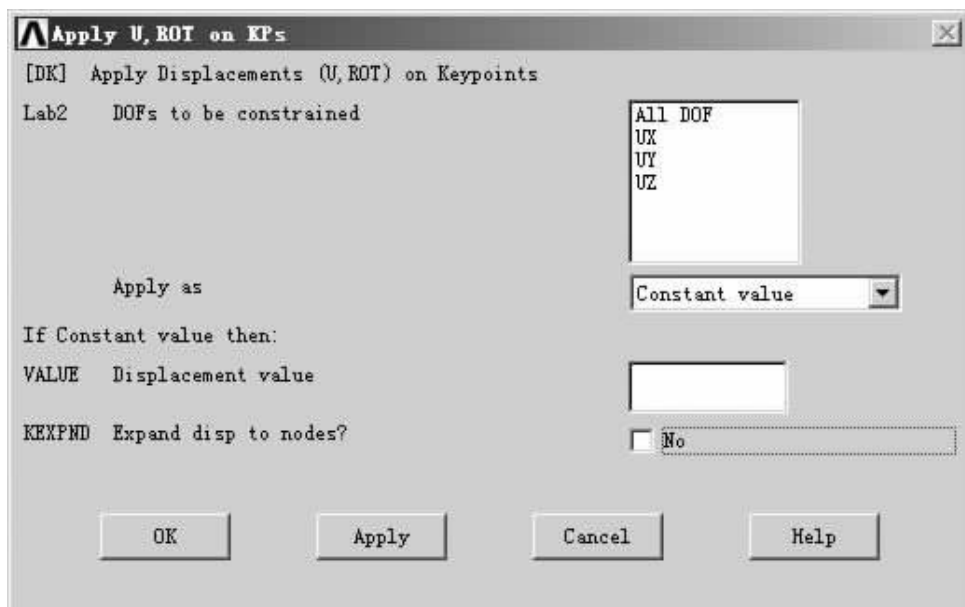 Apply U,ROT on KPs
[DK] Apply Displacements (U,ROT) on Keypoints
Lab2 DOFs to be constrained
All DOF
UX
UY
UZ
Apply as
Constant value
If Constant value then:
VALUE Displacement value
KEXPND Expand disp to nodes?
No
OK Apply Cancel Help